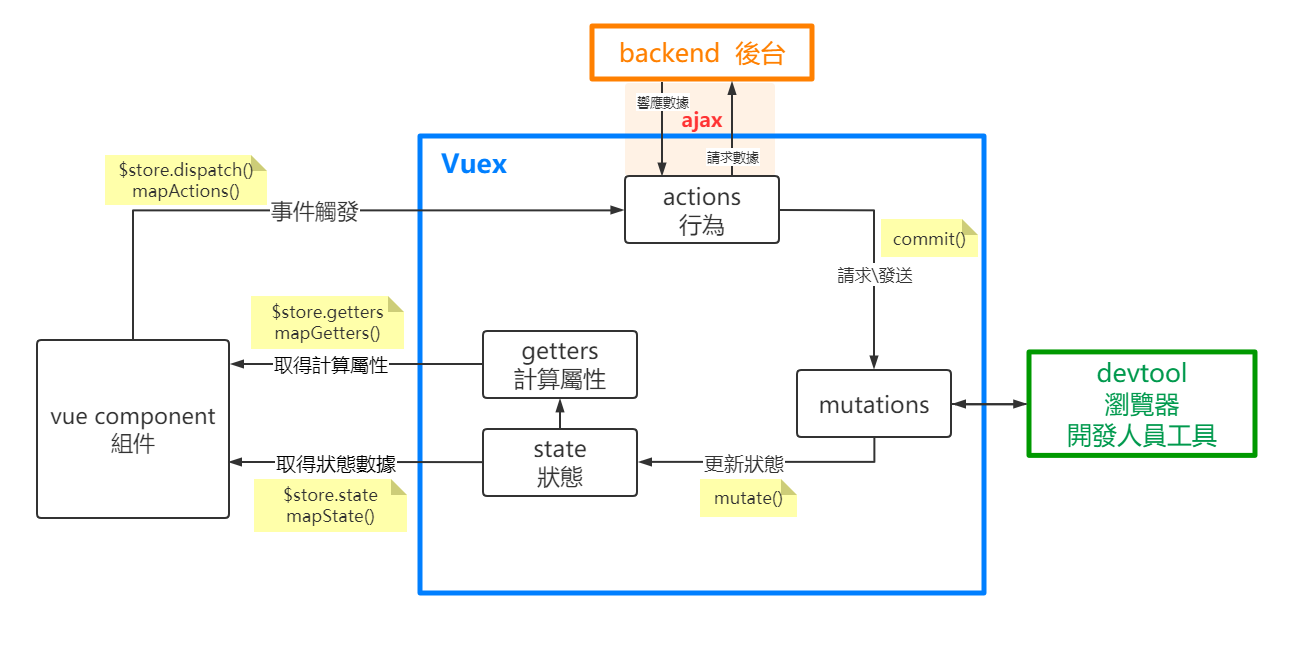 backend 後台
響應數據
ajax
請求數據
Vuex
$store.dispatch()
mapActions()
事件觸發
actions
行為
commit()
請求\發送
$store.getters
mapGetters()
取得計算屬性
getters
計算屬性
vue component
組件
mutations
devtool
瀏覽器
開發人員工具
state
狀態
取得狀態數據
更新狀態
$store.state
mapState()
mutate()